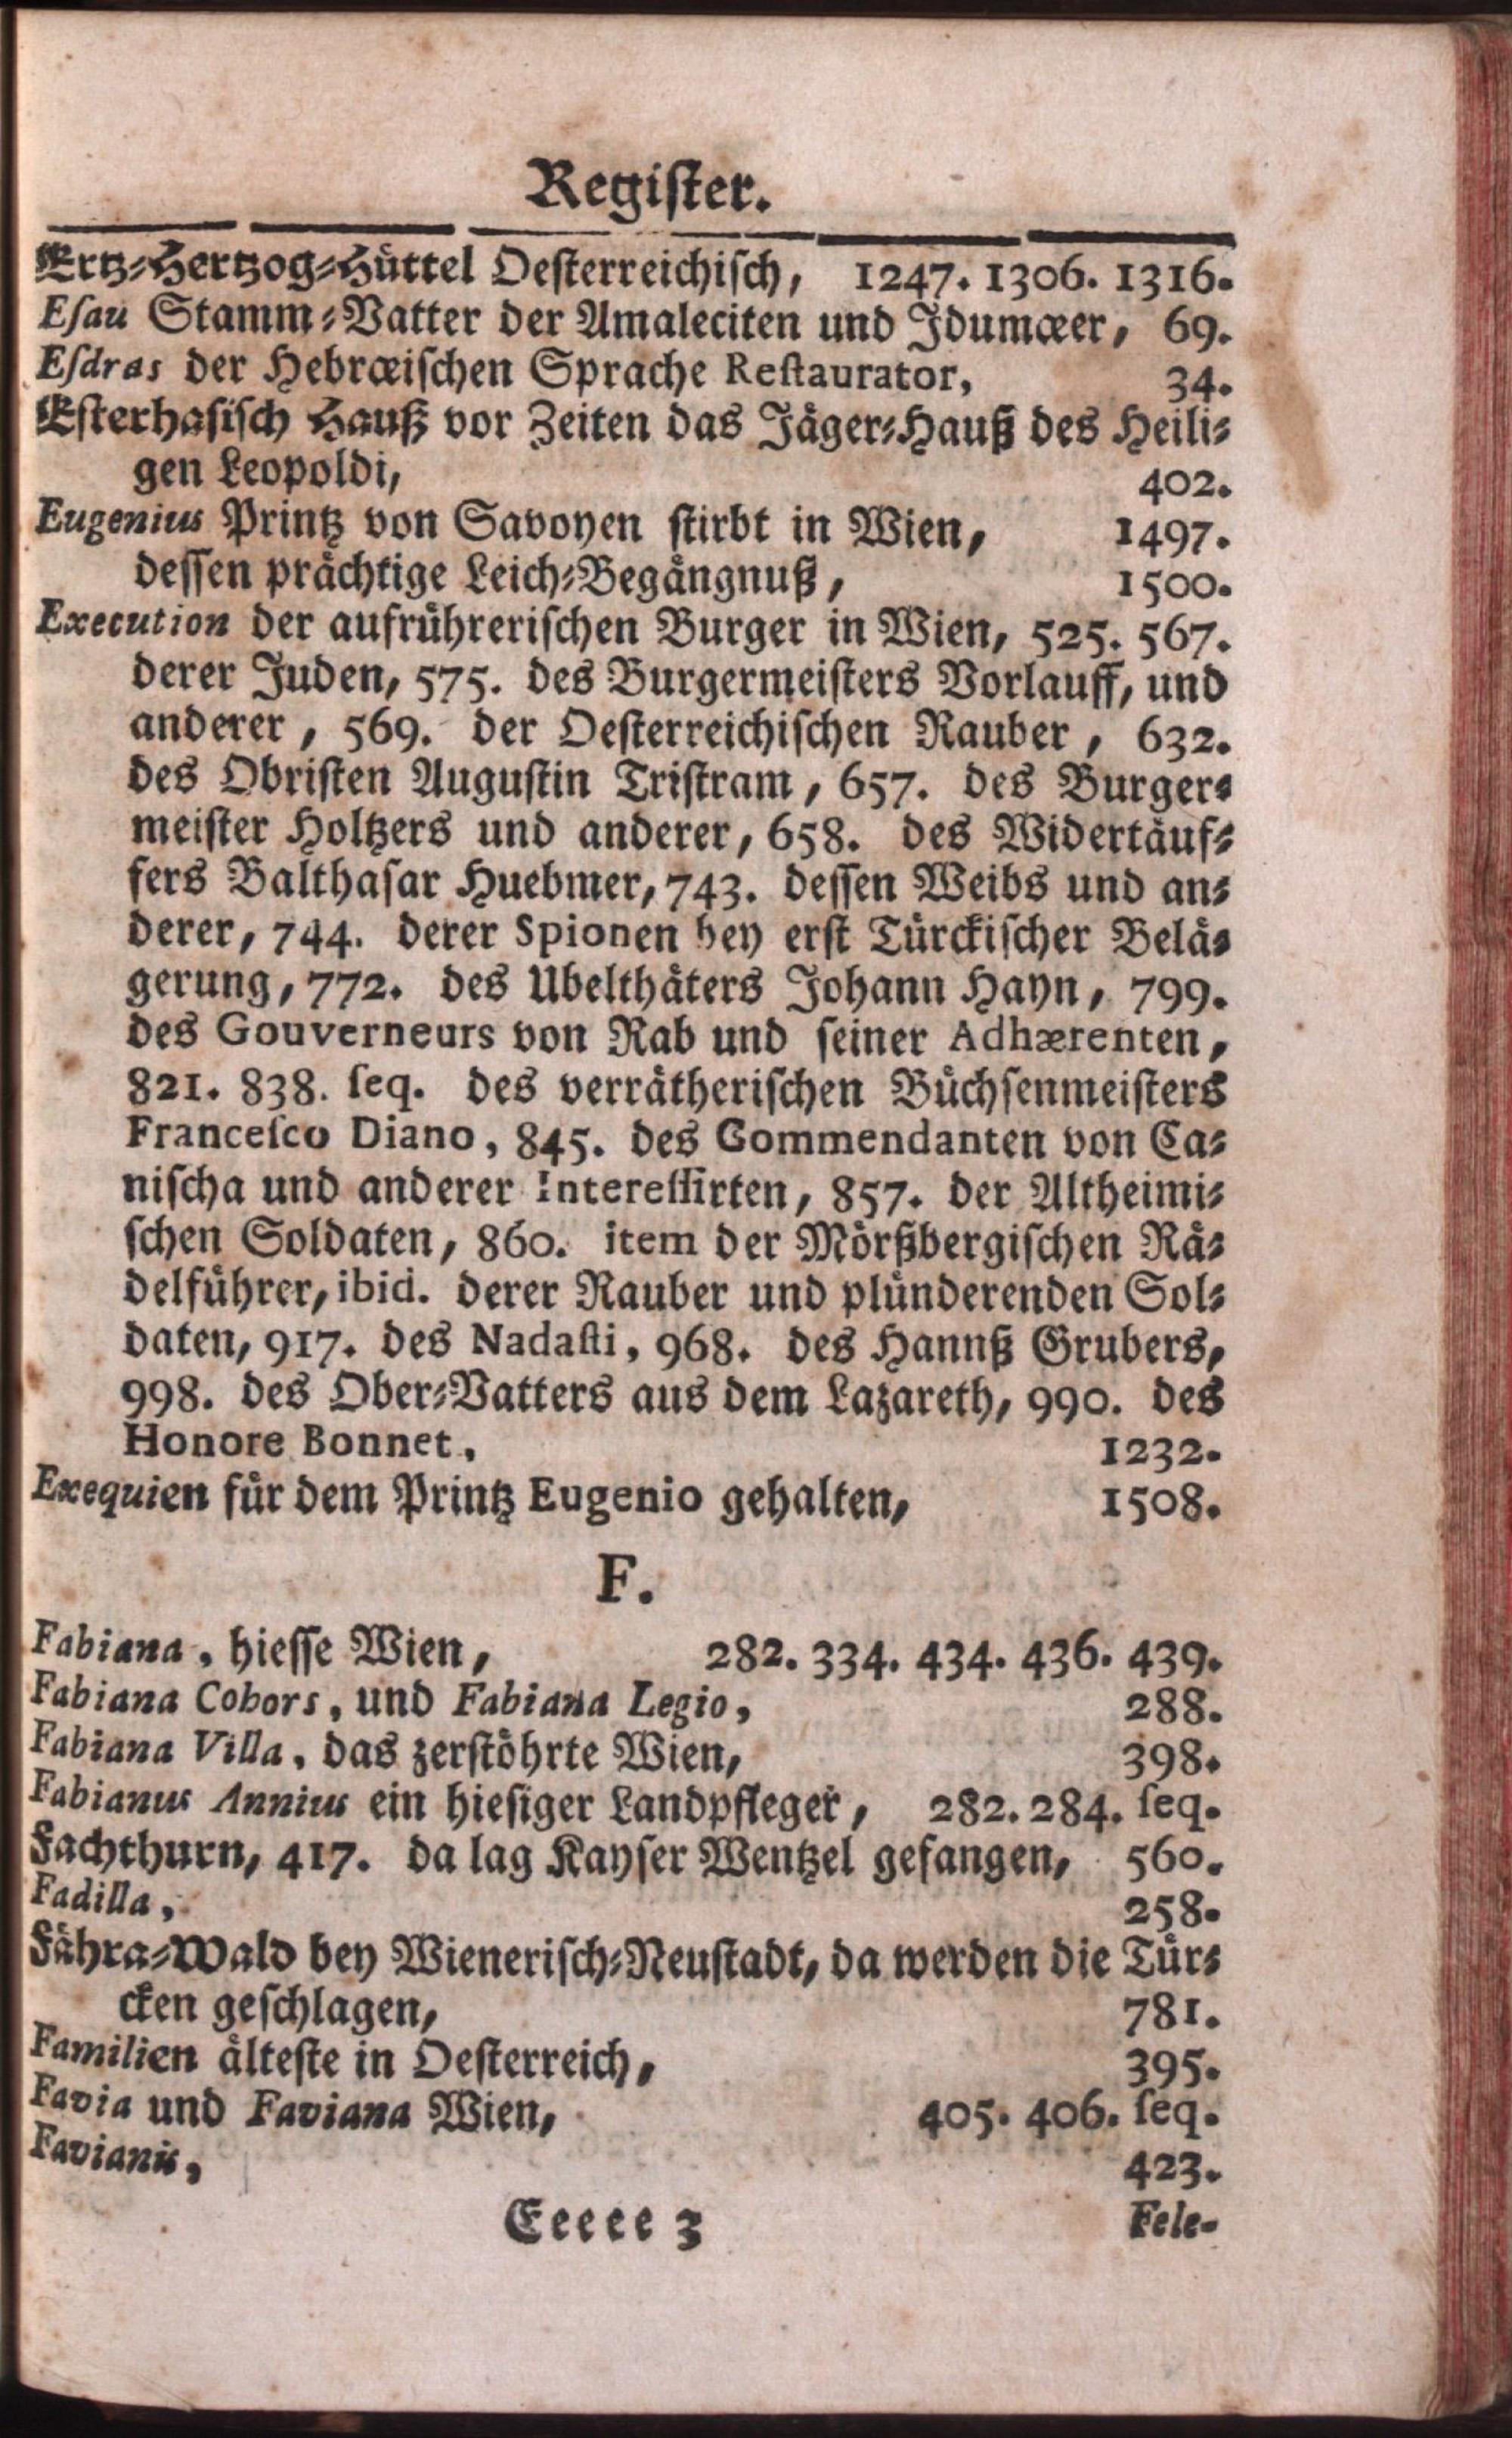 Register.
Ertz-Hertzog-Hüttel Oesterreichisch, 1247. 1306. 1316.
Esau Stamm-Vatter der Amaleciten und Idumæer, 69.
Esdras der Hebræischen Sprache Restaurator, 34.
Esterhasisch Hauß vor Zeiten das Jäger-Hauß des Heili-
gen Leopoldi, 402.
Eugenius Printz von Savoyen stirbt in Wien, 1497.
dessen prächtige Leich-Begängnuß, 1500.
Execution der aufrührerischen Burger in Wien, 525. 567.
derer Juden, 575. des Burgermeisters Vorlauff, und
anderer, 569. der Oesterreichischen Rauber, 632.
des Obristen Augustin Tristram, 657. des Burger-
meister Holtzers und anderer, 658. des Widertäuf-
fers Balthasar Huebmer, 743. dessen Weibs und an-
derer, 744. derer Spionen bey erst Türckischer Belä-
gerung, 772. des Ubelthäters Johann Hayn, 799.
des Gouverneurs von Rab und seiner Adhærenten,
821. 838. seq. des verrätherischen Büchsenmeisters
Francesco Diano, 845. des Gommendanten von Ca-
nischa und anderer Interessirten, 857. der Altheimi-
schen Soldaten, 860. item der Mörßbergischen Rä-
delführer, ibid. derer Rauber und plünderenden Sol-
daten, 917. des Nadasti, 968. des Hannß Grubers,
998. des Ober-Vatters aus dem Lazareth, 990. des
Honore Bonnet, 1232.
Exequien für dem Printz Eugenio gehalten, 1508.
F.
Fabiana, hiesse Wien, 282. 334. 434. 436. 439.
Fabiana Cohors, und Fabiana Legio, 288.
Fabiana Villa, das zerstöhrte Wien, 398.
Fabianus Annius ein hiesiger Landpfleger, 282. 284. seq.
Fachthurn, 417. da lag Kayser Wentzel gefangen, 560.
Fadilla, 258.
Fähra-Wald bey Wienerisch-Neustadt, da werden die Tür-
cken geschlagen, 781.
Familien älteste in Oesterreich, 395.
Favia und Faviana Wien, 405. 406. seq.
Favianis, 423.
Eeeee 3 Fele-